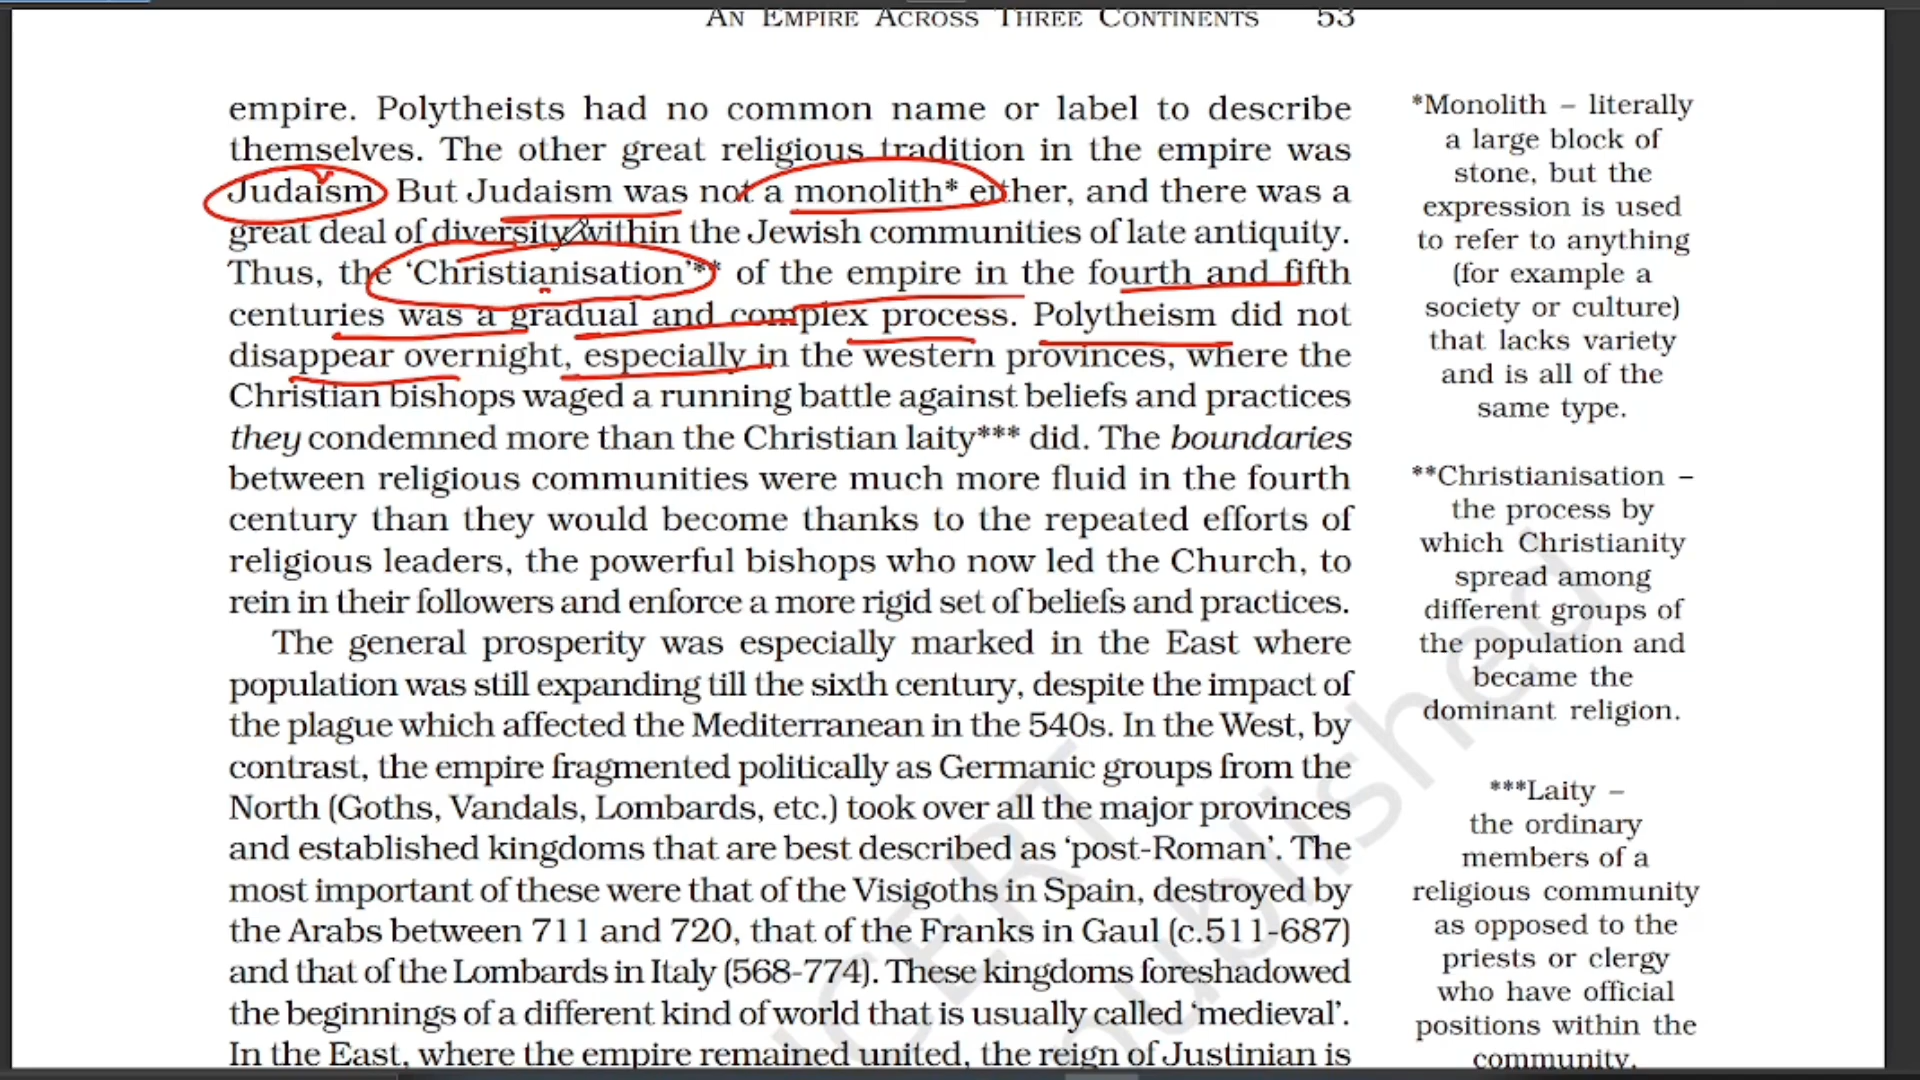 AN EMPIRE ACROSS THREE CONTINENTS 53
empire. Polytheists had no common name or label to describe
themselves. The other great religious tradition in the empire was
Judaism. But Judaism was not a monolith* either, and there was a
great deal of diversity within the Jewish communities of late antiquity.
Thus, the ‘Christianisation’** of the empire in the fourth and fifth
centuries was a gradual and complex process. Polytheism did not
disappear overnight, especially in the western provinces, where the
Christian bishops waged a running battle against beliefs and practices
they condemned more than the Christian laity*** did. The boundaries
between religious communities were much more fluid in the fourth
century than they would become thanks to the repeated efforts of
religious leaders, the powerful bishops who now led the Church, to
rein in their followers and enforce a more rigid set of beliefs and practices.
The general prosperity was especially marked in the East where
population was still expanding till the sixth century, despite the impact of
the plague which affected the Mediterranean in the 540s. In the West, by
contrast, the empire fragmented politically as Germanic groups from the
North (Goths, Vandals, Lombards, etc.) took over all the major provinces
and established kingdoms that are best described as ‘post-Roman’. The
most important of these were that of the Visigoths in Spain, destroyed by
the Arabs between 711 and 720, that of the Franks in Gaul (c.511-687)
and that of the Lombards in Italy (568-774). These kingdoms foreshadowed
the beginnings of a different kind of world that is usually called ‘medieval’.
In the East, where the empire remained united, the reign of Justinian is
*Monolith – literally
a large block of
stone, but the
expression is used
to refer to anything
(for example a
society or culture)
that lacks variety
and is all of the
same type.
**Christianisation –
the process by
which Christianity
spread among
different groups of
the population and
became the
dominant religion.
***Laity –
the ordinary
members of a
religious community
as opposed to the
priests or clergy
who have official
positions within the
community.